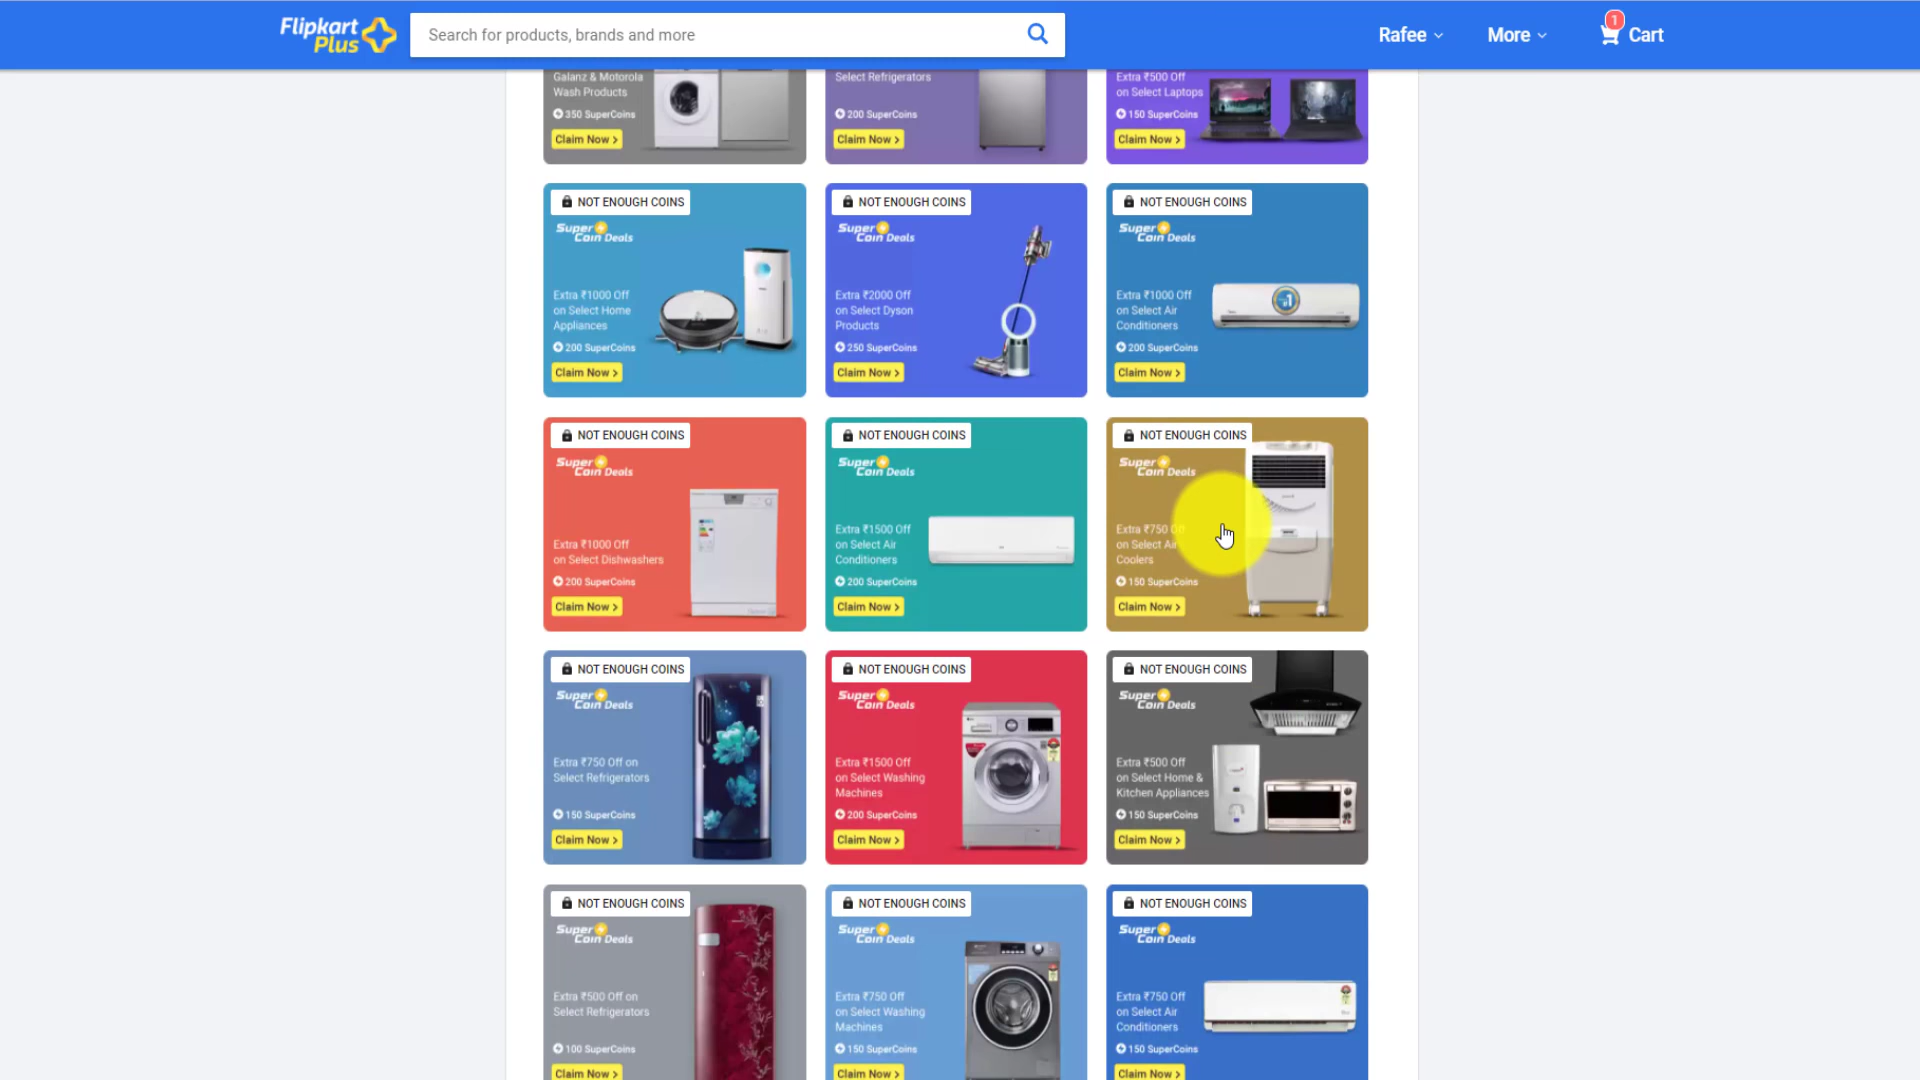 Flipkart
Plus
Search for products, brands and more
Rafee
More
1
Cart
Galanz & Motorola
Wash Products
350 SuperCoins
Claim Now >
Select Refrigerators
200 SuperCoins
Claim Now >
Extra ₹500 Off
on Select Laptops
150 SuperCoins
Claim Now >
NOT ENOUGH COINS
Super
Coin Deals
Extra ₹1000 Off
on Select Home
Appliances
200 SuperCoins
Claim Now >
NOT ENOUGH COINS
Super
Coin Deals
Extra ₹2000 Off
on Select Dyson
Products
250 SuperCoins
Claim Now >
NOT ENOUGH COINS
Super
Coin Deals
Extra ₹1000 Off
on Select Air
Conditioners
200 SuperCoins
Claim Now >
NOT ENOUGH COINS
Super
Coin Deals
Extra ₹1000 Off
on Select Dishwashers
200 SuperCoins
Claim Now >
NOT ENOUGH COINS
Super
Coin Deals
Extra ₹1500 Off
on Select Air
Conditioners
200 SuperCoins
Claim Now >
NOT ENOUGH COINS
Super
Coin Deals
Extra ₹750 Off
on Select Air
Coolers
150 SuperCoins
Claim Now >
NOT ENOUGH COINS
Super
Coin Deals
Extra ₹750 Off on
Select Refrigerators
150 SuperCoins
Claim Now >
NOT ENOUGH COINS
Super
Coin Deals
Extra ₹1500 Off
on Select Washing
Machines
200 SuperCoins
Claim Now >
NOT ENOUGH COINS
Super
Coin Deals
Extra ₹500 Off
on Select Home &
Kitchen Appliances
150 SuperCoins
Claim Now >
NOT ENOUGH COINS
Super
Coin Deals
Extra ₹500 Off on
Select Refrigerators
100 SuperCoins
Claim Now >
NOT ENOUGH COINS
Super
Coin Deals
Extra ₹750 Off
on Select Washing
Machines
150 SuperCoins
Claim Now >
NOT ENOUGH COINS
Super
Coin Deals
Extra ₹750 Off
on Select Air
Conditioners
150 SuperCoins
Claim Now >